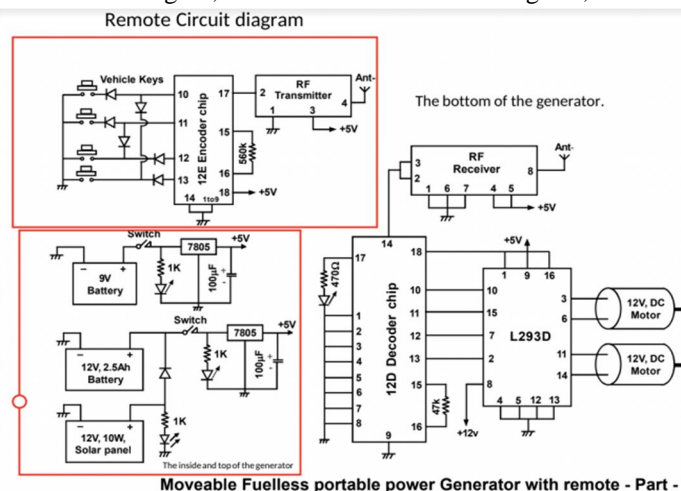 Remote Circuit diagram
Vehicle Keys
10
11
12
13
14
1to9
17
15
16
18
12E Encoder chip
560k
+5V
RF
Transmitter
2
1
3
4
Ant-
+5V
The bottom of the generator.
RF
Receiver
3
2
1 6 7 4 5
8
Ant-
+5V
Switch
7805
+5V
9V
Battery
- +
1K
100µF
+
Switch
7805
+5V
12V, 2.5Ah
Battery
- +
1K
100µF
+
12V, 10W,
Solar panel
- +
1K
The inside and top of the generator
14
17
18
470Ω
12D Decoder chip
1
2
3
4
5
6
7
8
9
10
11
12
13
15
16
47k
+5V
1 9 16
10
15
7
2
8
L293D
3
6
11
14
4 5 12 13
+12v
12V, DC
Motor
12V, DC
Motor
Moveable Fuelless portable power Generator with remote - Part -